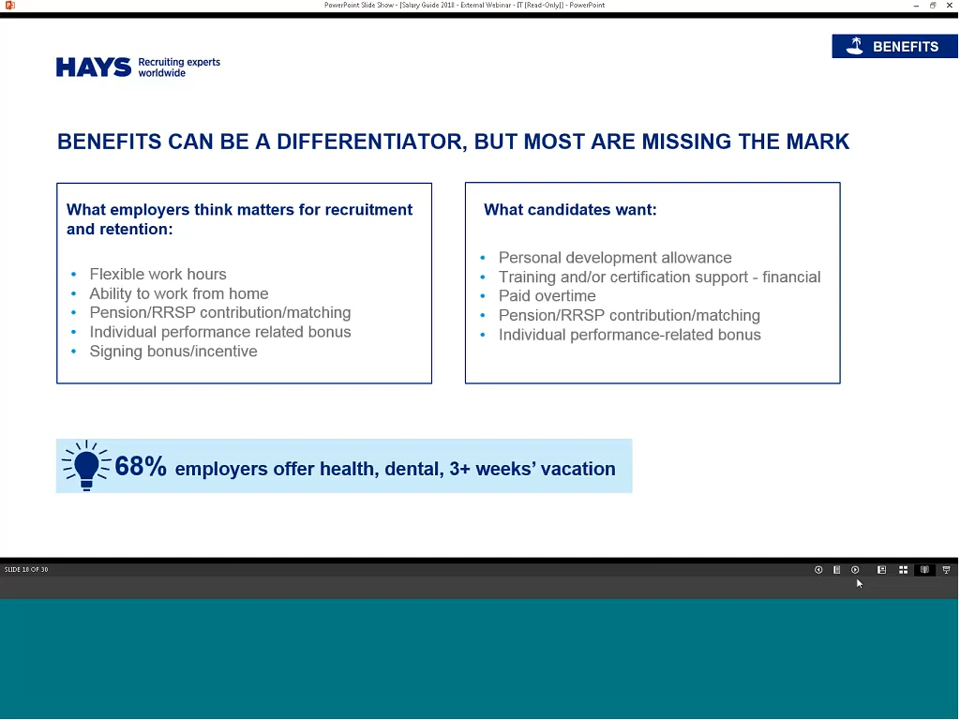 PowerPoint Slide Show - [Salary Guide 2018 - External Webinar - IT [Read-Only]] - PowerPoint
BENEFITS
HAYS Recruiting experts
worldwide
BENEFITS CAN BE A DIFFERENTIATOR, BUT MOST ARE MISSING THE MARK
What employers think matters for recruitment
and retention:
• Flexible work hours
• Ability to work from home
• Pension/RRSP contribution/matching
• Individual performance related bonus
• Signing bonus/incentive
What candidates want:
• Personal development allowance
• Training and/or certification support - financial
• Paid overtime
• Pension/RRSP contribution/matching
• Individual performance-related bonus
68% employers offer health, dental, 3+ weeks’ vacation
SLIDE 18 OF 30